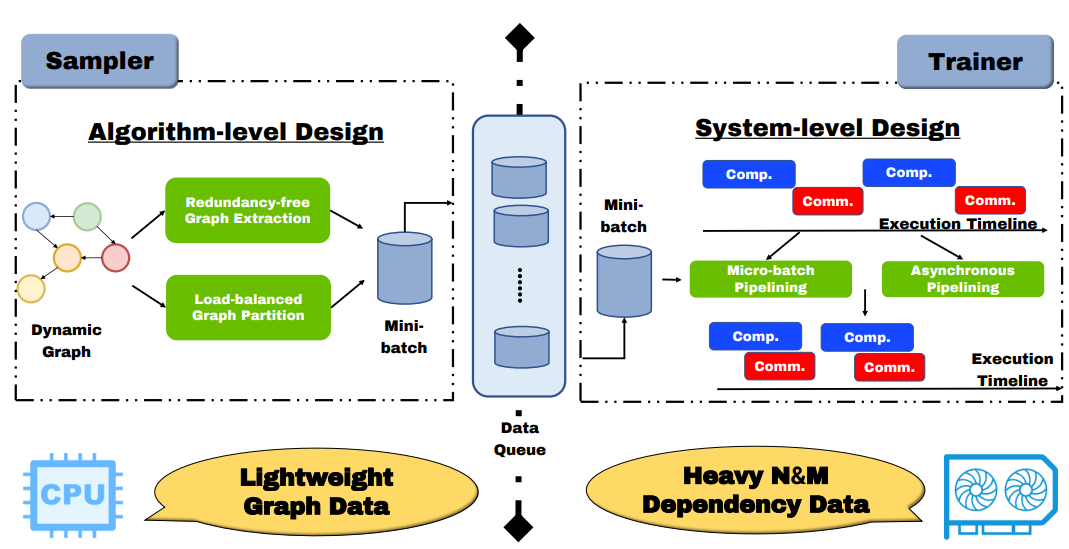 Sampler
Algorithm-level Design
Redundancy-free
Graph Extraction
Load-balanced
Graph Partition
Dynamic
Graph
Mini-
batch
Data
Queue
Trainer
System-level Design
Comp.
Comp.
Comm.
Comm.
Execution Timeline
Mini-
batch
Micro-batch
Pipelining
Asynchronous
Pipelining
Comp.
Comp.
Comm.
Comm.
Execution
Timeline
CPU
Lightweight
Graph Data
Heavy N&M
Dependency Data